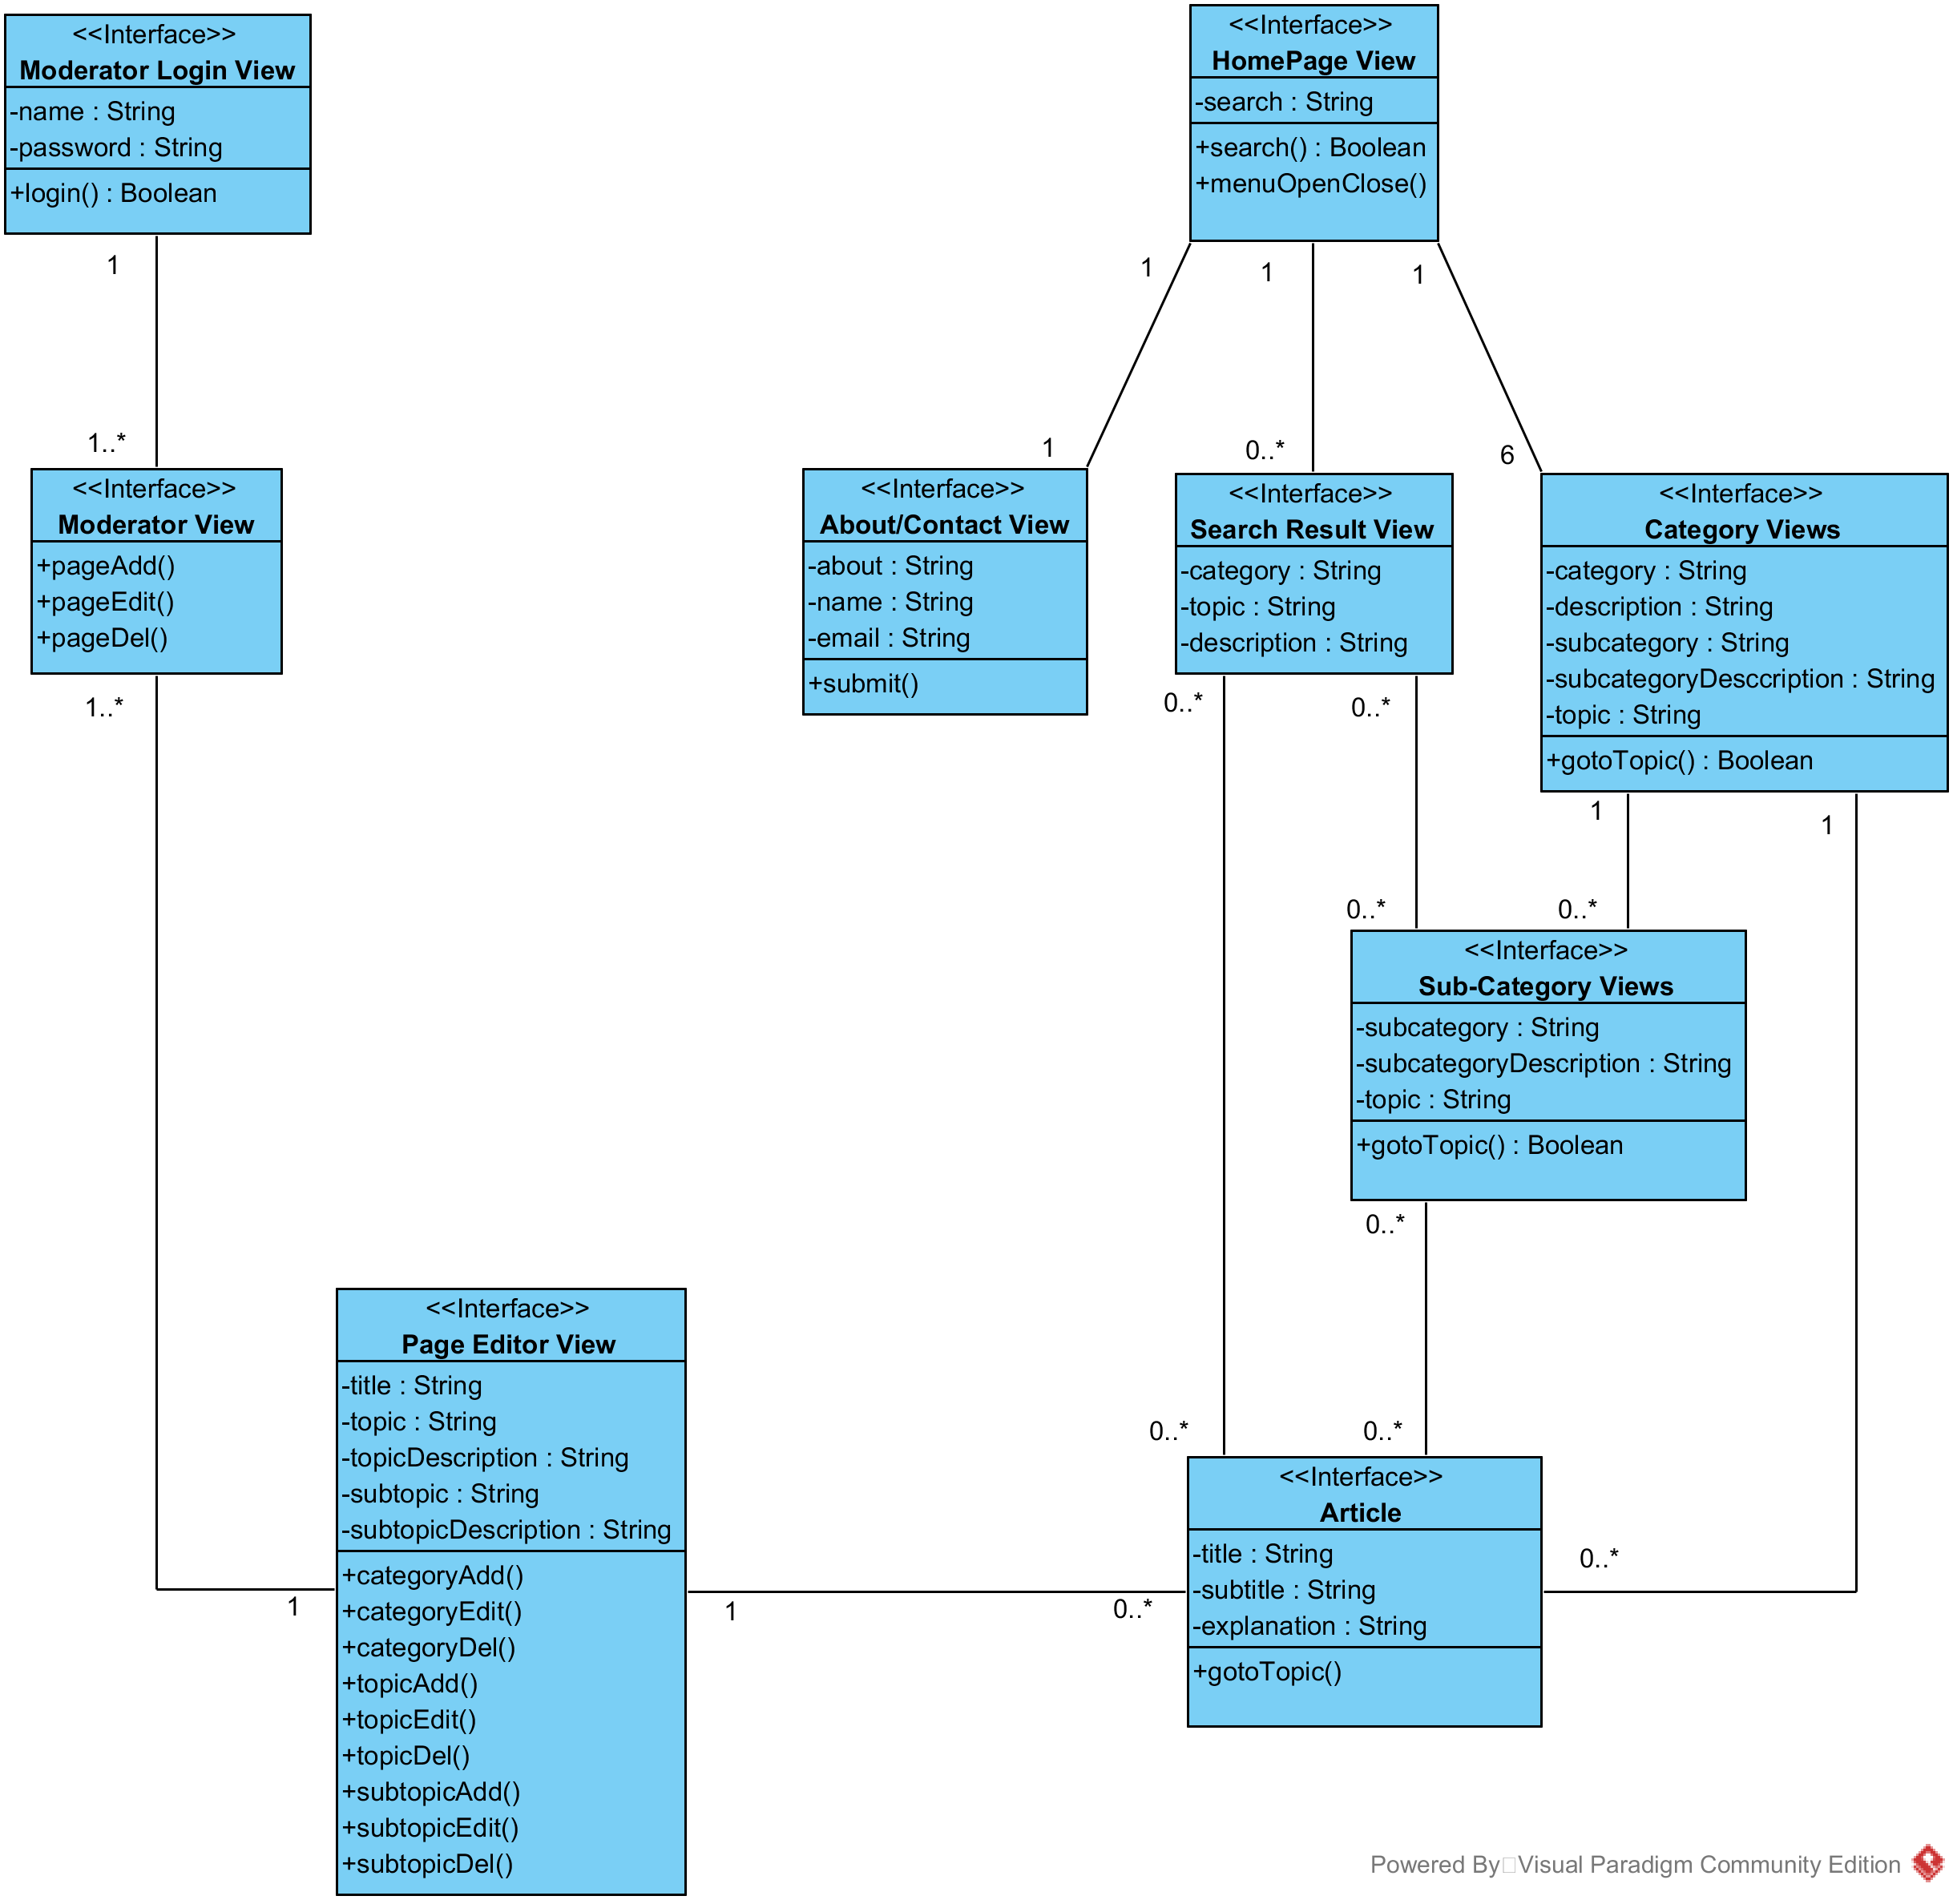 <<Interface>>
Moderator Login View
-name : String
-password : String
+login() : Boolean
1
1..*
<<Interface>>
HomePage View
-search : String
+search() : Boolean
+menuOpenClose()
1
1
1
1
0..*
6
<<Interface>>
Moderator View
+pageAdd()
+pageEdit()
+pageDel()
1..*
<<Interface>>
About/Contact View
-about : String
-name : String
-email : String
+submit()
<<Interface>>
Search Result View
-category : String
-topic : String
-description : String
0..*
0..*
<<Interface>>
Category Views
-category : String
-description : String
-subcategory : String
-subcategoryDesccription : String
-topic : String
+gotoTopic() : Boolean
1
1
0..*
0..*
<<Interface>>
Sub-Category Views
-subcategory : String
-subcategoryDescription : String
-topic : String
+gotoTopic() : Boolean
0..*
<<Interface>>
Page Editor View
-title : String
-topic : String
-topicDescription : String
-subtopic : String
-subtopicDescription : String
+categoryAdd()
+categoryEdit()
+categoryDel()
+topicAdd()
+topicEdit()
+topicDel()
+subtopicAdd()
+subtopicEdit()
+subtopicDel()
1
1
0..*
0..*
0..*
0..*
<<Interface>>
Article
-title : String
-subtitle : String
-explanation : String
+gotoTopic()
Powered By Visual Paradigm Community Edition